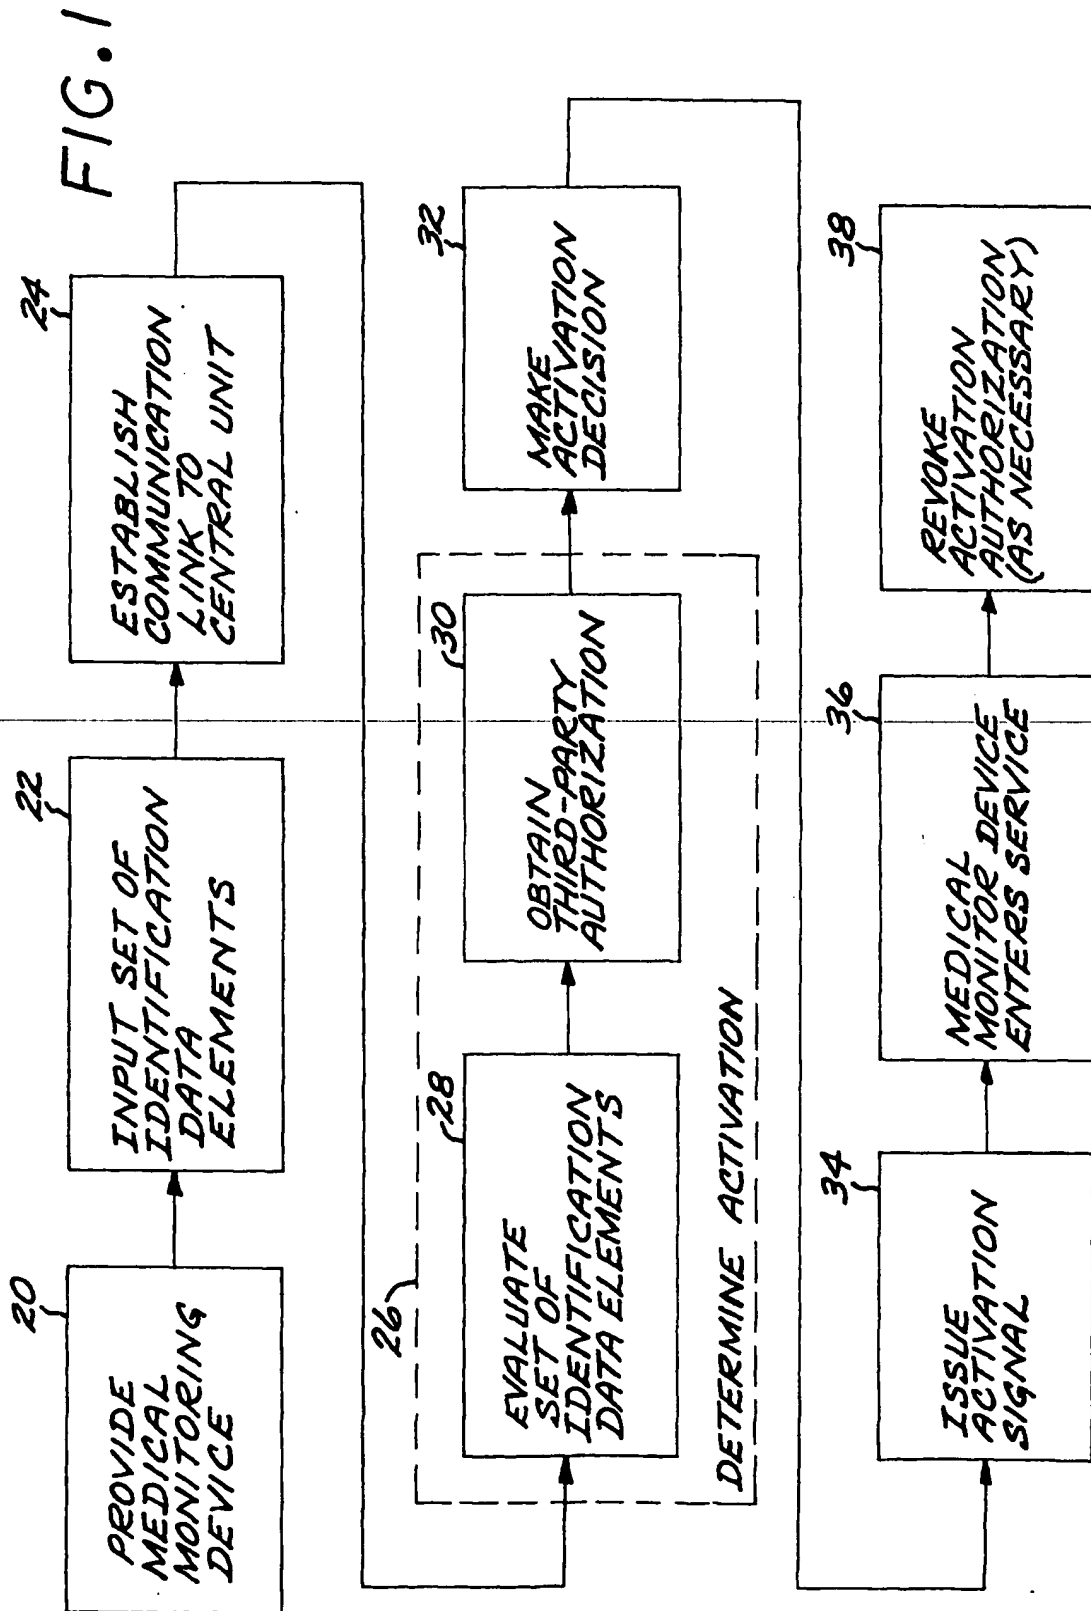 FIG. 1
20
PROVIDE
MEDICAL
MONITORING
DEVICE
22
INPUT SET OF
IDENTIFICATION
DATA
ELEMENTS
24
ESTABLISH
COMMUNICATION
LINK TO
CENTRAL UNIT
26
28
EVALUATE
SET OF
IDENTIFICATION
DATA ELEMENTS
30
OBTAIN
THIRD-PARTY
AUTHORIZATION
DETERMINE ACTIVATION
32
MAKE
ACTIVATION
DECISION
34
ISSUE
ACTIVATION
SIGNAL
36
MEDICAL
MONITOR DEVICE
ENTERS SERVICE
38
REVOKE
ACTIVATION
AUTHORIZATION
(AS NECESSARY)